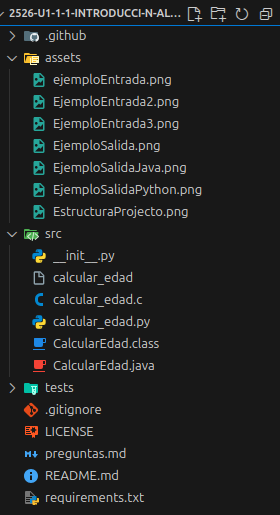 2526-U1-1-1-INTRODUCCI-N-AL...
.github
assets
ejemploEntrada.png
EjemploEntrada2.png
EjemploEntrada3.png
EjemploSalida.png
EjemploSalidaJava.png
EjemploSalidaPython.png
EstructuraProjecto.png
src
__init__.py
calcular_edad
calcular_edad.c
calcular_edad.py
CalcularEdad.class
CalcularEdad.java
tests
.gitignore
LICENSE
preguntas.md
README.md
requirements.txt